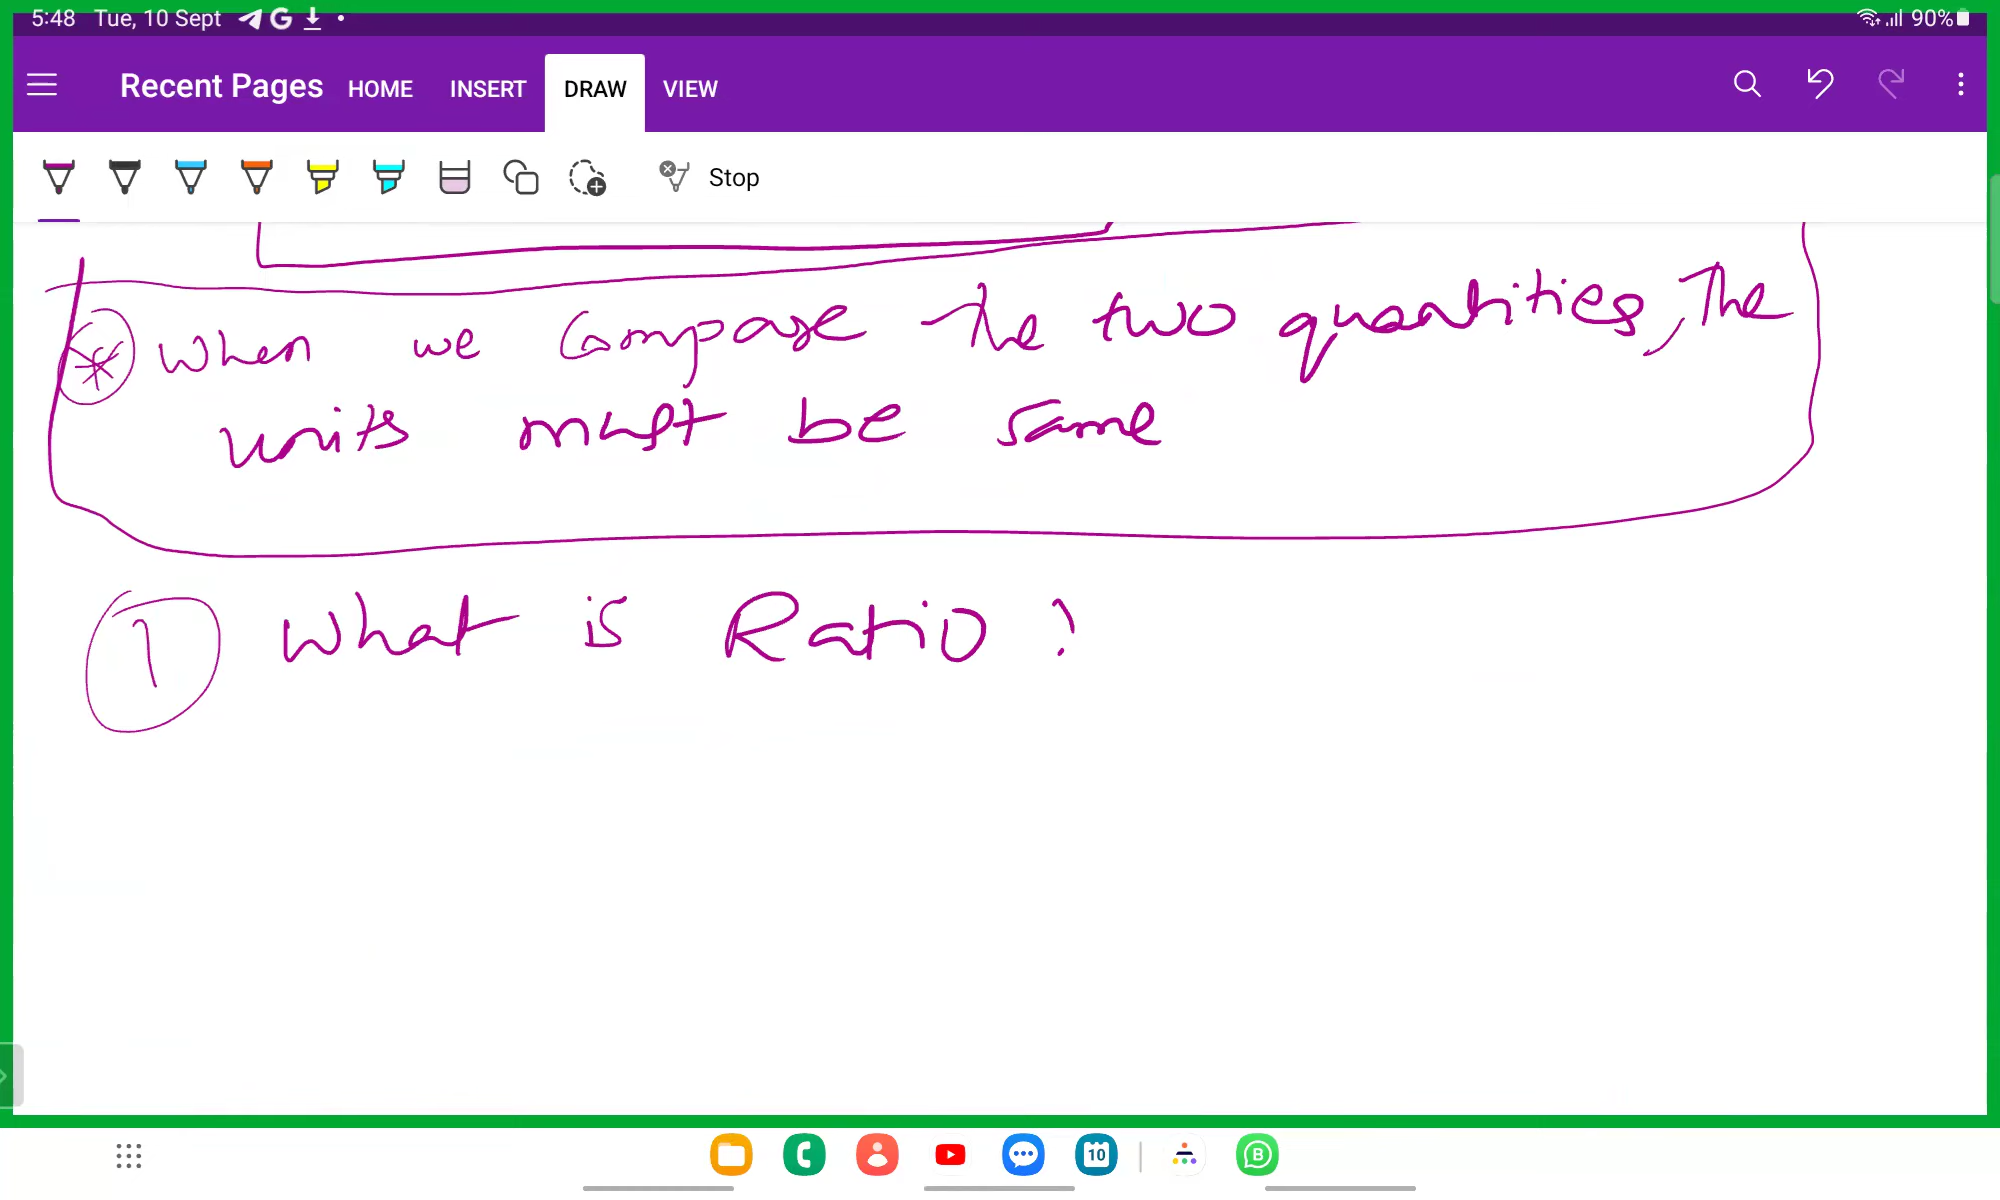 5:48 Tue, 10 Sept G 90%
Recent Pages HOME INSERT DRAW VIEW
Stop
When we compare the two quantities, The
units must be same
1 What is Ratio?
10 B